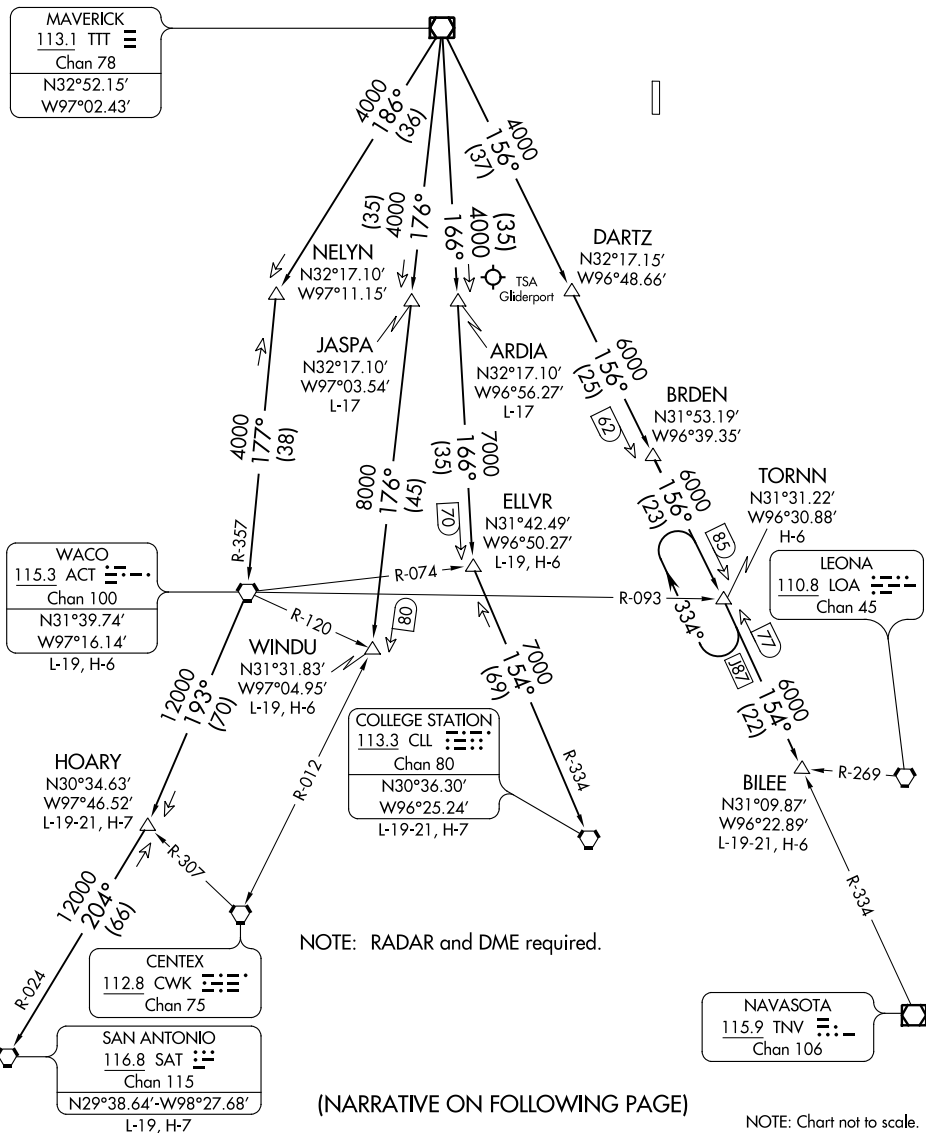 MAVERICK
113.1 TTT
Chan 78
N32°52.15'
W97°02.43'
4000
186°
(36)
(35)
4000
176°
166°
4000
(35)
4000
156°
(37)
NELYN
N32°17.10'
W97°11.15'
JASPA
N32°17.10'
W97°03.54'
L-17
TSA
Gliderport
ARDIA
N32°17.10'
W96°56.27'
L-17
DARTZ
N32°17.15'
W96°48.66'
6000
156°
(25)
62
BRDEN
N31°53.19'
W96°39.35'
4000
177°
(38)
R-357
8000
176°
(45)
7000
166°
(35)
70
ELLVR
N31°42.49'
W96°50.27'
L-19, H-6
6000
156°
(23)
85
TORNN
N31°31.22'
W96°30.88'
H-6
LEONA
110.8 LOA
Chan 45
WACO
115.3 ACT
Chan 100
N31°39.74'
W97°16.14'
L-19, H-6
R-074
R-093
R-120
80
334°
J87
77
WINDU
N31°31.83'
W97°04.95'
L-19, H-6
12000
193°
(70)
7000
154°
(69)
R-334
6000
154°
(22)
COLLEGE STATION
113.3 CLL
Chan 80
N30°36.30'
W96°25.24'
L-19-21, H-7
HOARY
N30°34.63'
W97°46.52'
L-19-21, H-7
R-012
R-307
BILEE
N31°09.87'
W96°22.89'
L-19-21, H-6
R-269
R-334
12000
204°
(66)
R-024
CENTEX
112.8 CWK
Chan 75
NOTE: RADAR and DME required.
SAN ANTONIO
116.8 SAT
Chan 115
N29°38.64'-W98°27.68'
L-19, H-7
NAVASOTA
115.9 TNV
Chan 106
(NARRATIVE ON FOLLOWING PAGE)
NOTE: Chart not to scale.